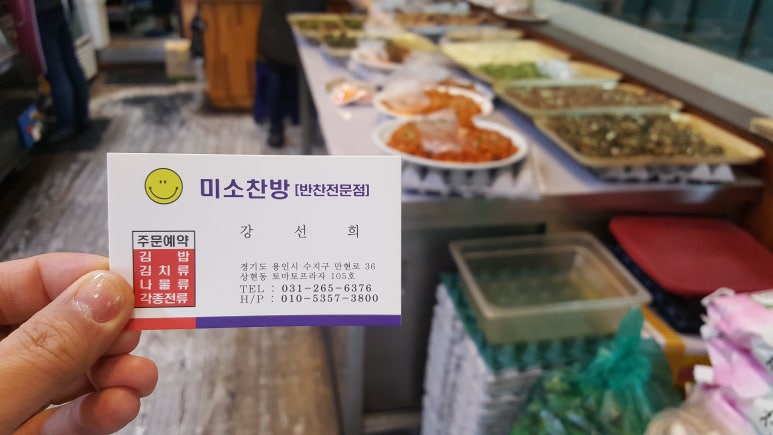 미소찬방 [반찬전문점]
강 선 희
주문예약
김 밥
김 치 류
나 물 류
각종전류
경기도 용인시 수지구 만현로 36
상현동 토마토프라자 105호
TEL : 031-265-6376
H/P : 010-5357-3800